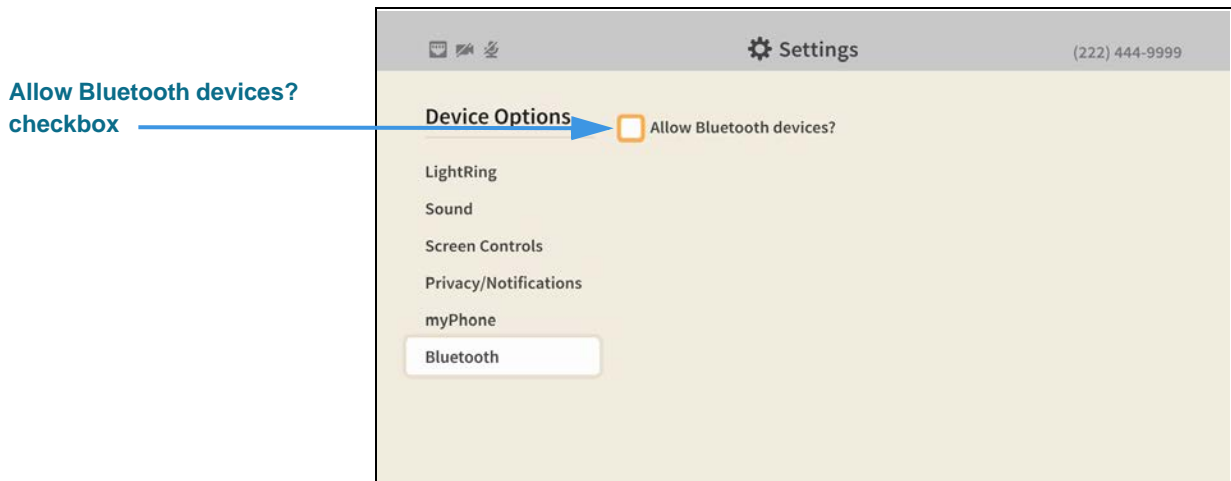 Settings
(222) 444-9999
Allow Bluetooth devices?
checkbox
Device Options
Allow Bluetooth devices?
LightRing
Sound
Screen Controls
Privacy/Notifications
myPhone
Bluetooth